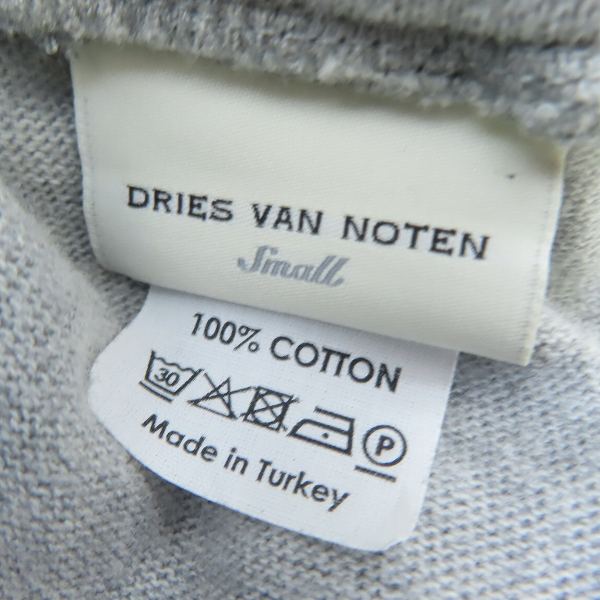 DRIES VAN NOTEN
Small
100% COTTON
30 P
Made in Turkey